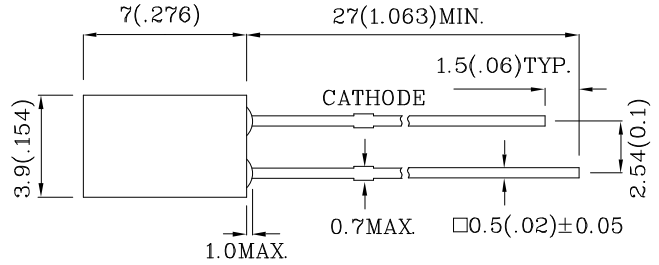 7(.276)
27(1.063)MIN.
1.5(.06)TYP.
CATHODE
3.9(.154)
2.54(0.1)
1.0MAX.
0.7MAX.
□0.5(.02)±0.05